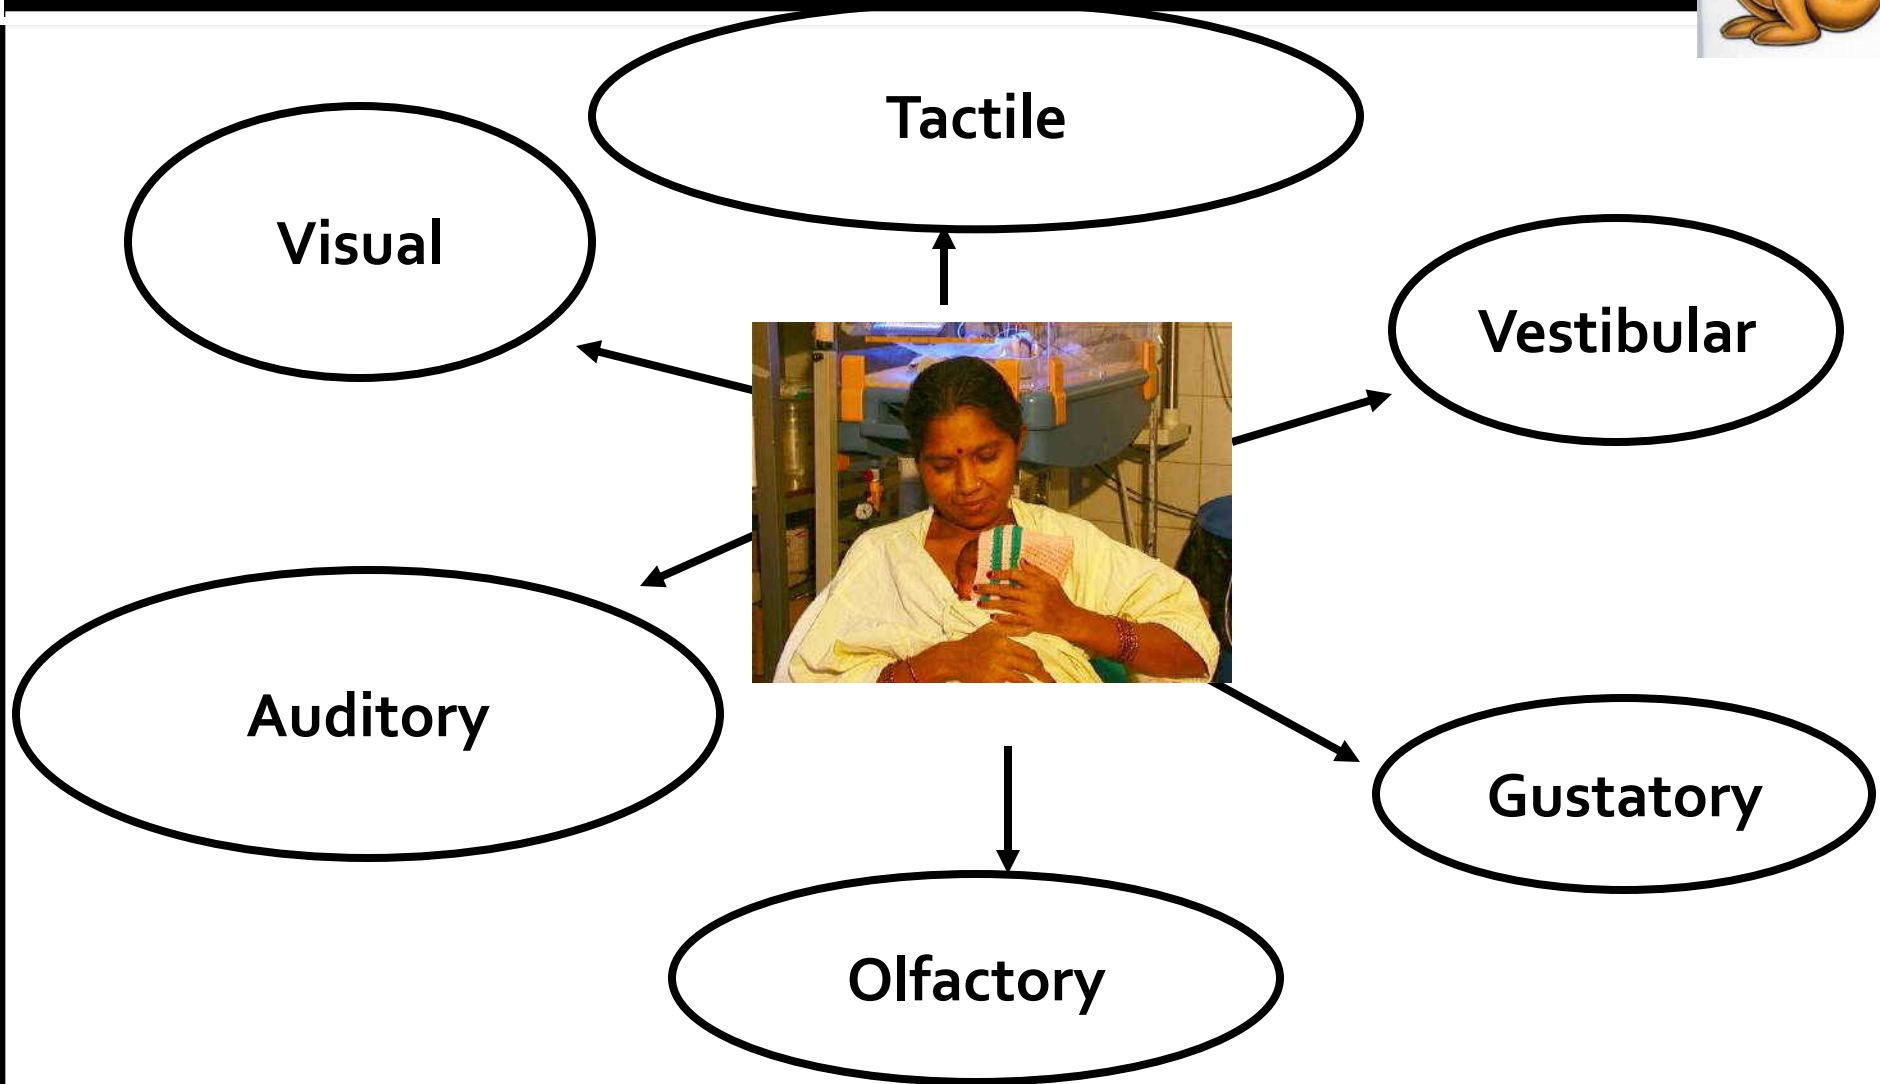 Tactile
Visual
Vestibular
Auditory
Gustatory
Olfactory